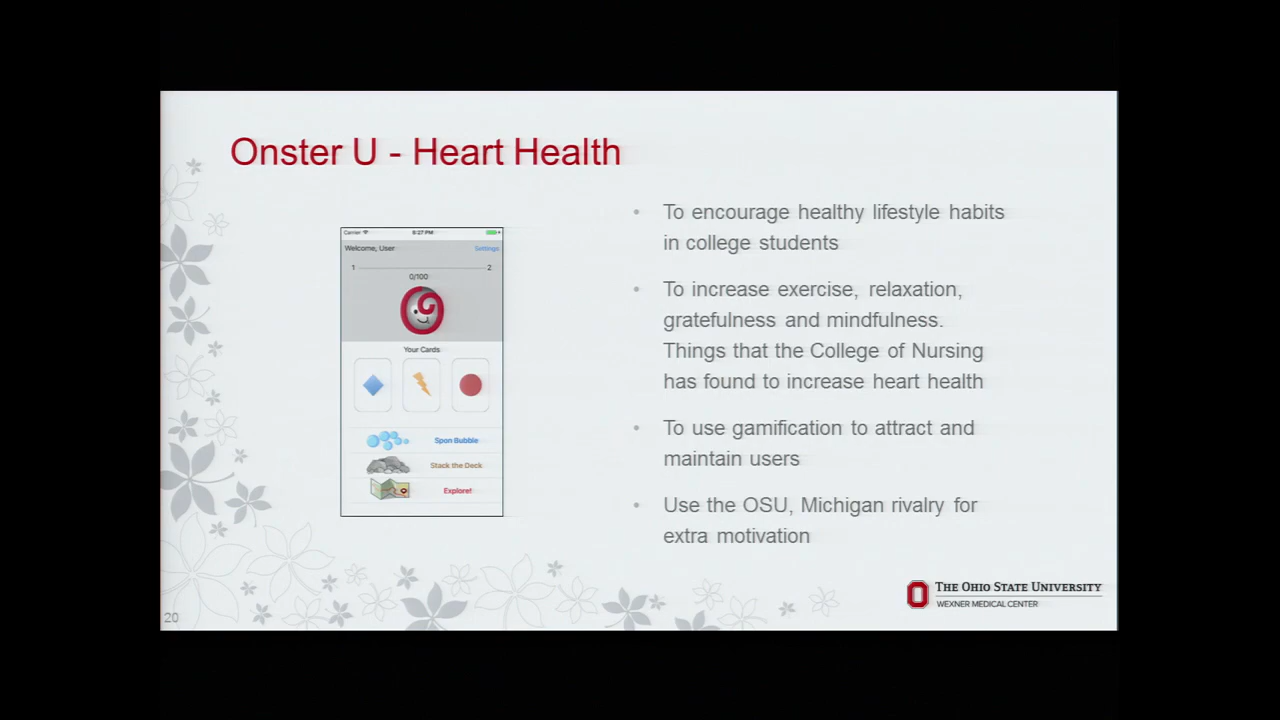 Onster U - Heart Health
Carrier
8:27 PM
Welcome, User
Settings
1
2
0/100
Your Cards
Spon Bubble
Stack the Deck
Explore!
• To encourage healthy lifestyle habits
in college students
• To increase exercise, relaxation,
gratefulness and mindfulness.
Things that the College of Nursing
has found to increase heart health
• To use gamification to attract and
maintain users
• Use the OSU, Michigan rivalry for
extra motivation
THE OHIO STATE UNIVERSITY
WEXNER MEDICAL CENTER
20